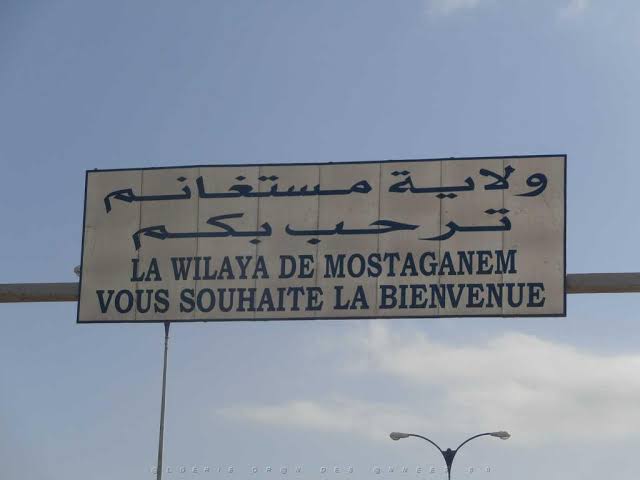 ولاية مستغانم
ترحب بكم
LA WILAYA DE MOSTAGANEM
VOUS SOUHAITE LA BIENVENUE